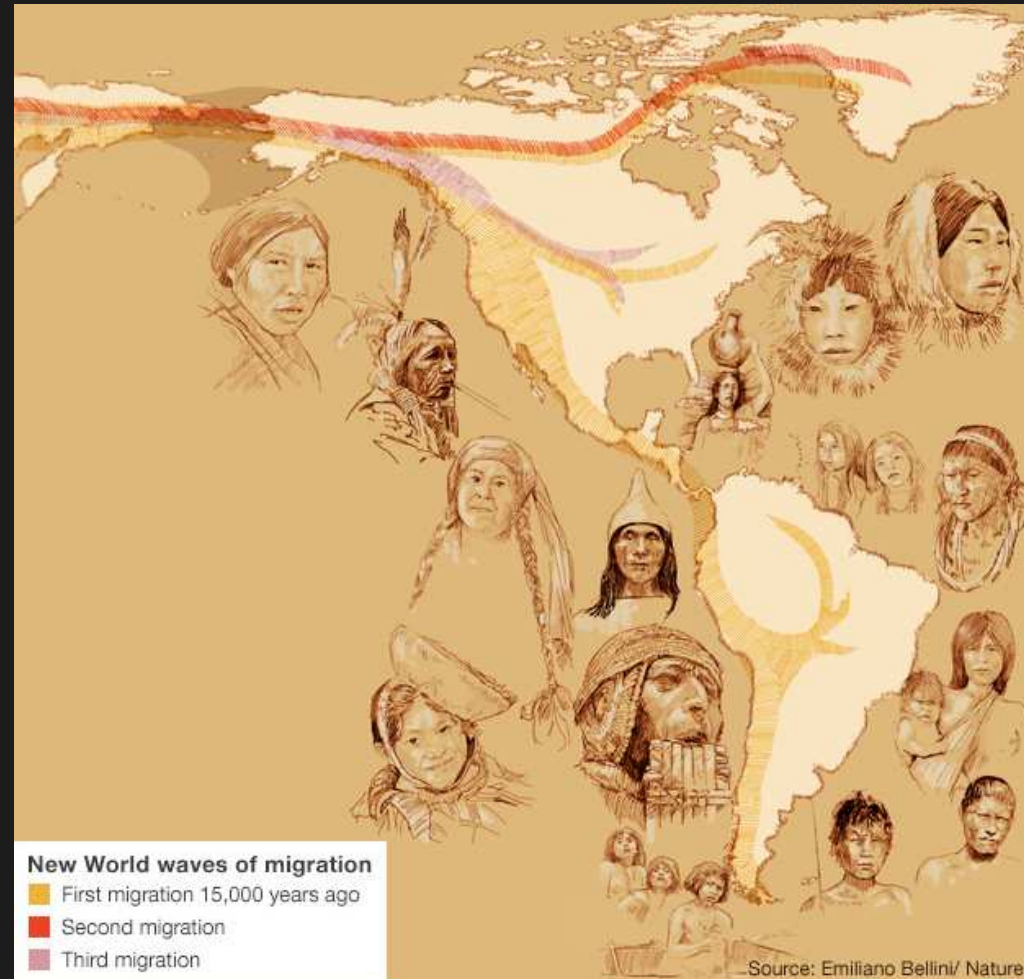 New World waves of migration
First migration 15,000 years ago
Second migration
Third migration
Source: Emiliano Bellini/ Nature